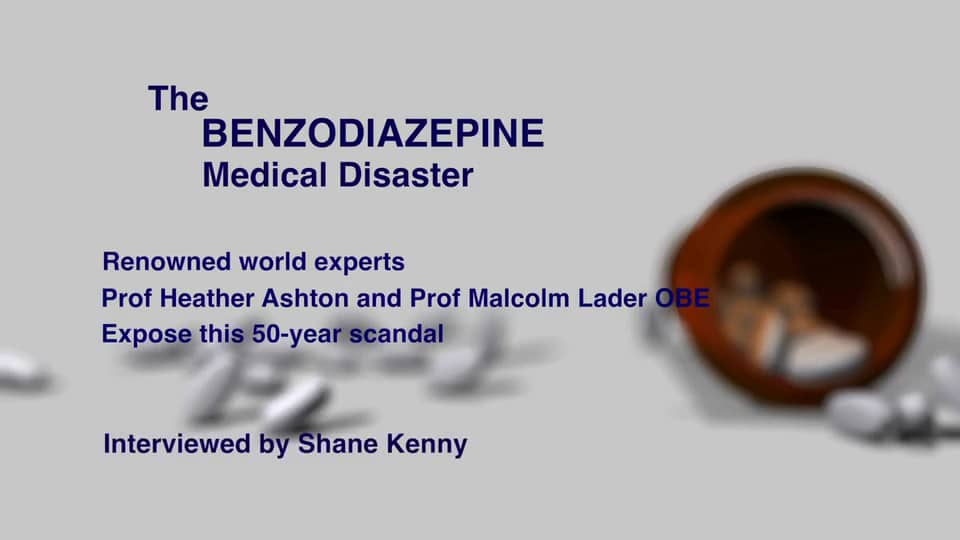 The
BENZODIAZEPINE
Medical Disaster
Renowned world experts
Prof Heather Ashton and Prof Malcolm Lader OBE
Expose this 50-year scandal
Interviewed by Shane Kenny